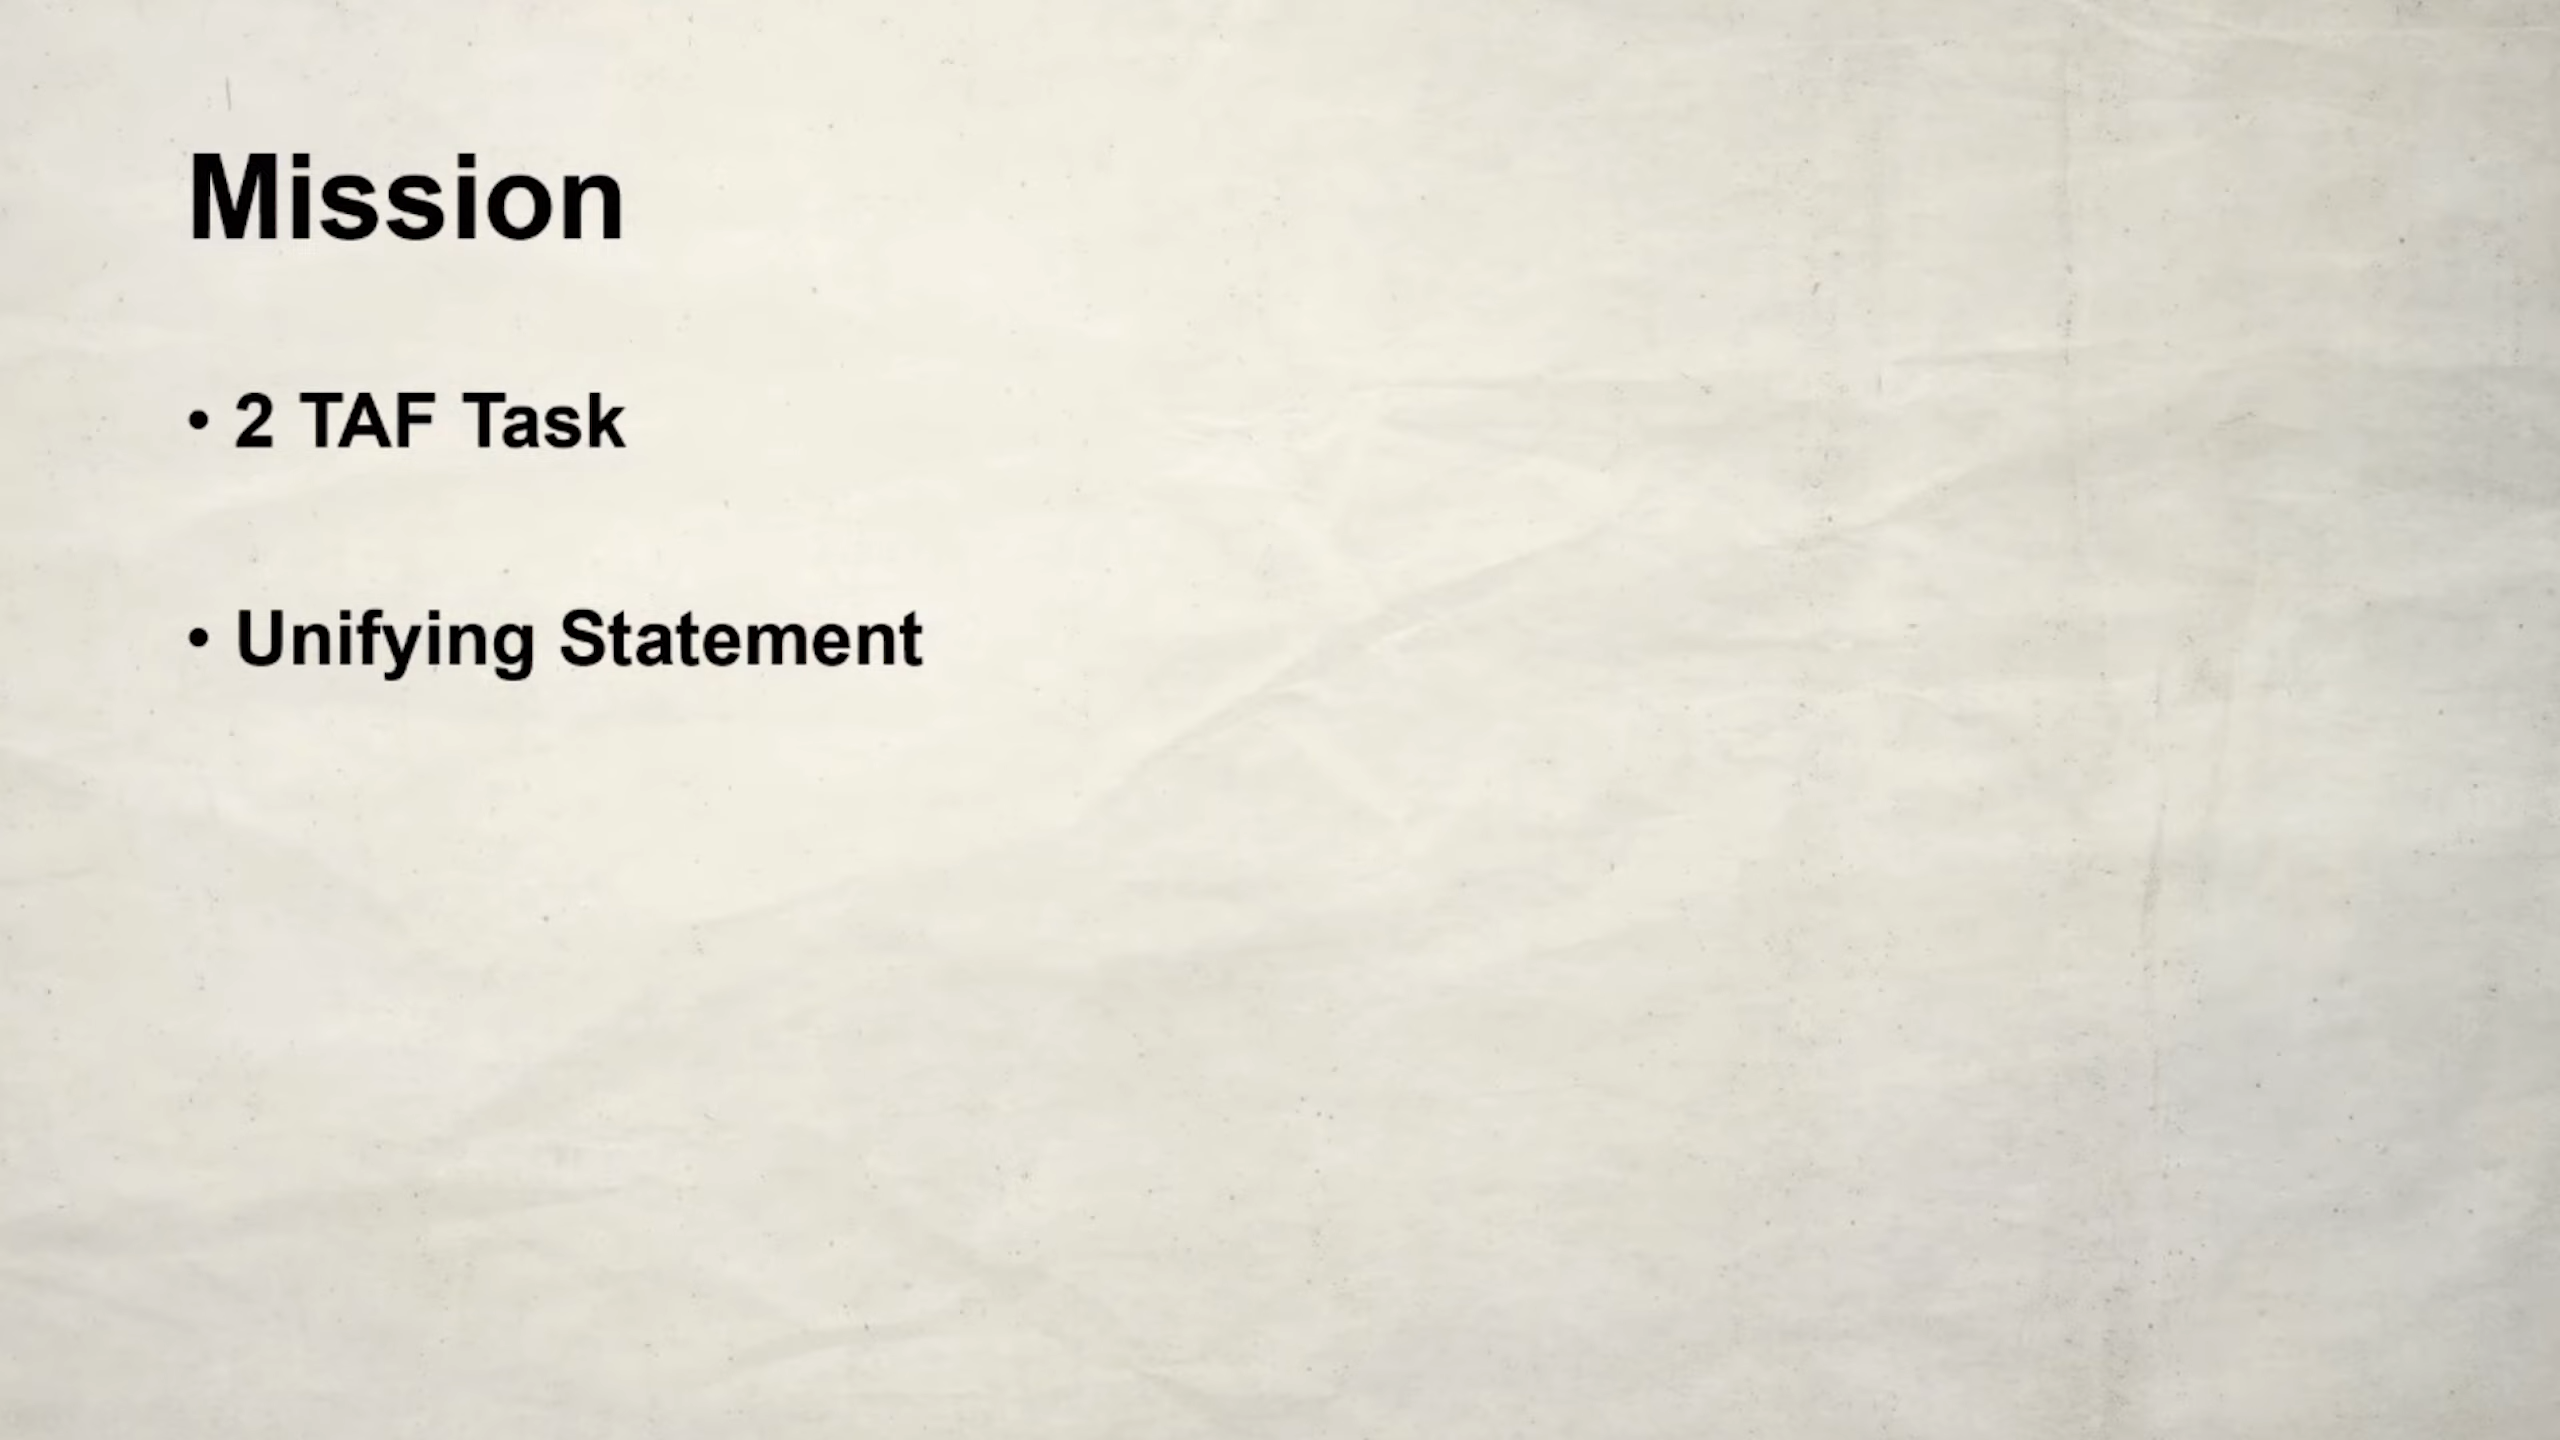 Mission
• 2 TAF Task
• Unifying Statement